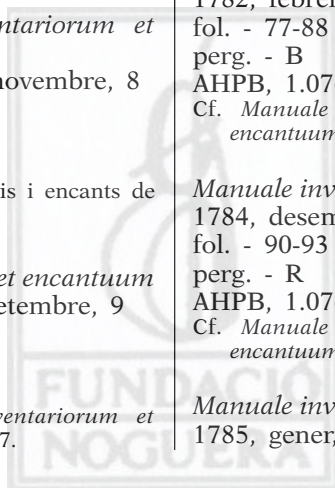 ntariorum et
novembre, 8
is i encants de
et encantuum
etembre, 9
ventariorum et
7.
1782, febrer
fol. - 77-88
perg. - B
AHPB, 1.07
Cf. Manuale
encantuum
Manuale inv
1784, desem
fol. - 90-93
perg. - R
AHPB, 1.07
Cf. Manuale
encantuum
Manuale inv
1785, gener,
FUNDACIÓ
NOGUERA